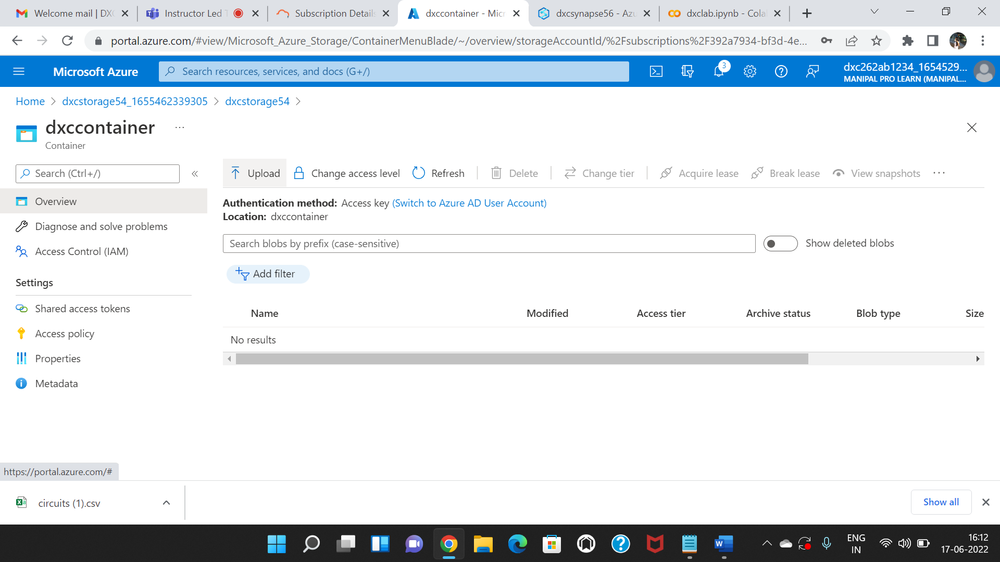 Welcome mail | DXC
Instructor Led T
Subscription Details
dxccontainer - Micr
dxcsynapse56 - Azu
dxclab.ipynb - Colab
portal.azure.com/#view/Microsoft_Azure_Storage/ContainerMenuBlade/~/overview/storageAccountId/%2Fsubscriptions%2F392a7934-bf3d-4e...
Microsoft Azure
Search resources, services, and docs (G+/)
3
dxc262ab1234_1654529...
MANIPAL PRO LEARN (MANIPAL...
Home > dxcstorage54_1655462339305 > dxcstorage54 >
dxccontainer ...
Container
Search (Ctrl+/)
«
Upload
Change access level
Refresh
Delete
Change tier
Acquire lease
Break lease
View snapshots
...
Overview
Diagnose and solve problems
Access Control (IAM)
Settings
Shared access tokens
Access policy
Properties
Metadata
Authentication method: Access key (Switch to Azure AD User Account)
Location: dxccontainer
Search blobs by prefix (case-sensitive)
Show deleted blobs
Add filter
Name Modified Access tier Archive status Blob type Size
No results
https://portal.azure.com/#
circuits (1).csv
Show all
ENG
IN
16:12
17-06-2022